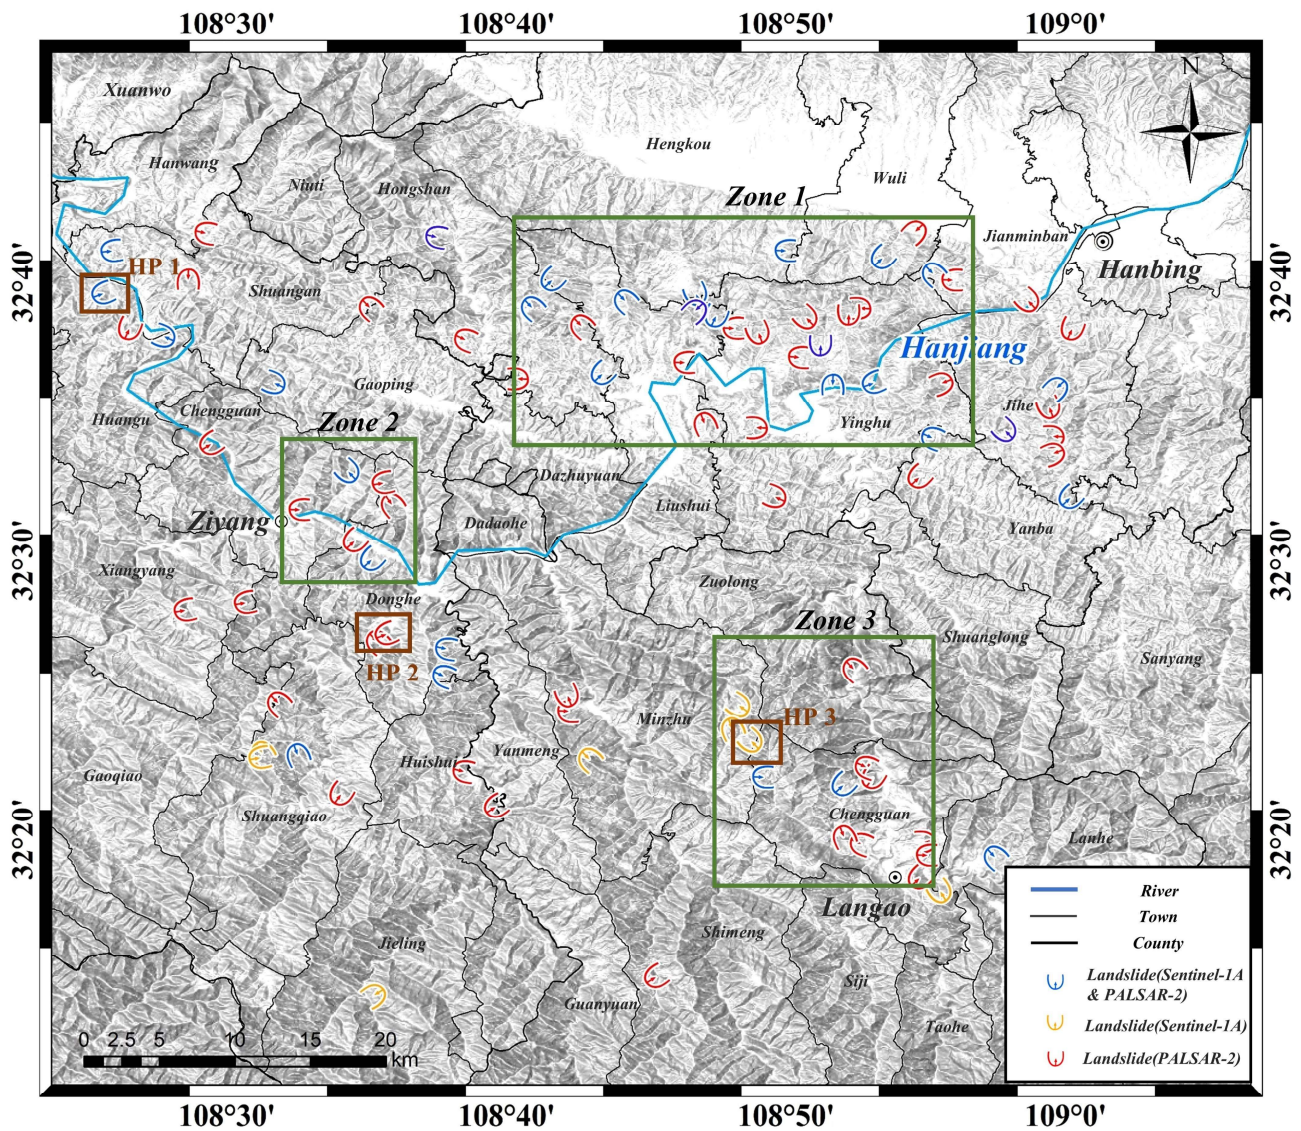 108°30' 108°40' 108°50' 109°0'
Xuanwo
N
Hengkou
Hanwang
Wuli
Niuti
Hongshan
Zone 1
Jianminban
32°40'
HP 1
Hanbing
32°40'
Shuangan
Hanjiang
Gaoping
Jihe
Huangu
Chengguan
Zone 2
Yinghu
Dazhuyuan
Liushui
Ziyang
Dadaohe
Yanba
32°30'
32°30'
Xiangyang
Zuolong
Donghe
Zone 3
Shuanglong
HP 2
Sanyang
Minzhu
HP 3
Gaoqiao
Huishui
Yanmeng
Shuangqiao
Chengguan
32°20'
32°20'
Lanhe
Langao
River
Shimeng
Town
Jieling
County
Siji
Landslide(Sentinel-1A
& PALSAR-2)
Guanyuan
Taohe
Landslide(Sentinel-1A)
0 2.5 5 10 15 20
km
Landslide(PALSAR-2)
108°30' 108°40' 108°50' 109°0'